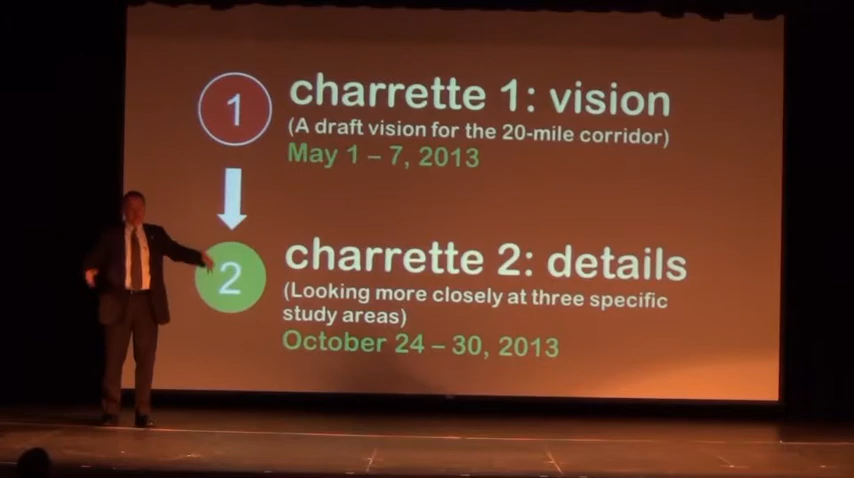 1
charrette 1: vision
(A draft vision for the 20-mile corridor)
May 1 – 7, 2013
2
charrette 2: details
(Looking more closely at three specific
study areas)
October 24 – 30, 2013